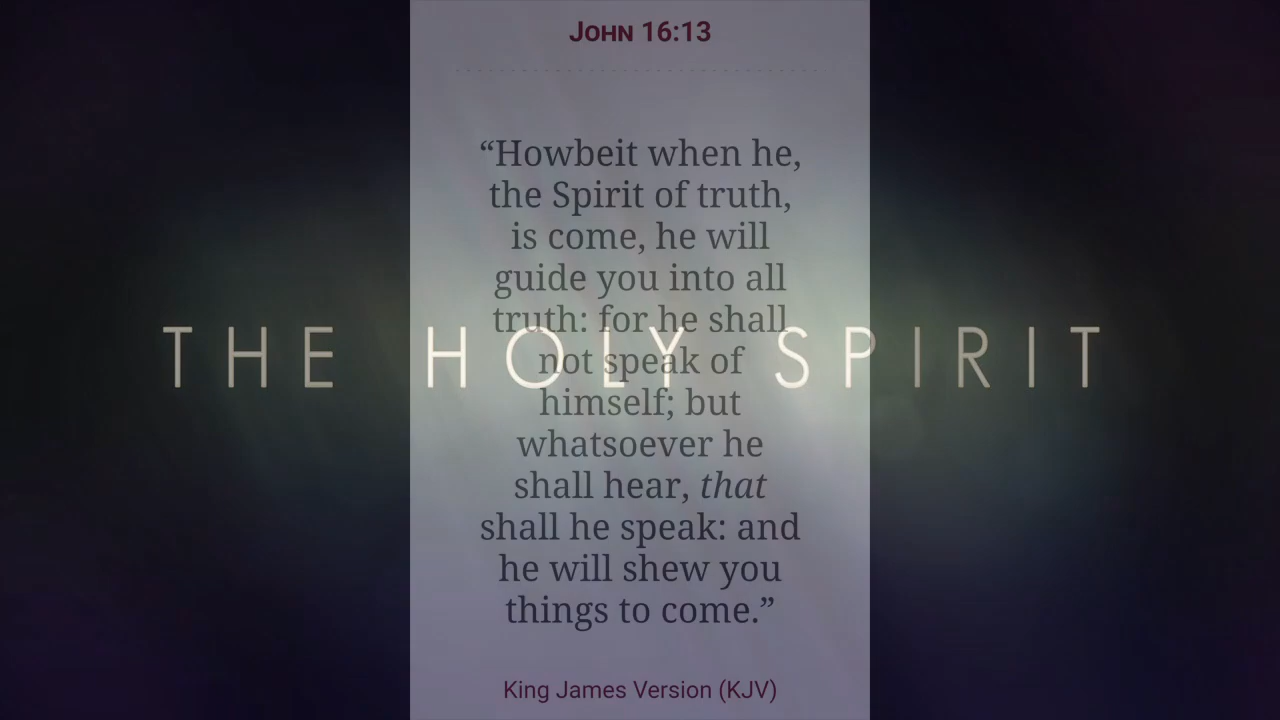 John 16:13
“Howbeit when he,
the Spirit of truth,
is come, he will
guide you into all
truth: for he shall
THE HOLY SPIRIT
not speak of
himself; but
whatsoever he
shall hear, that
shall he speak: and
he will shew you
things to come.”
King James Version (KJV)